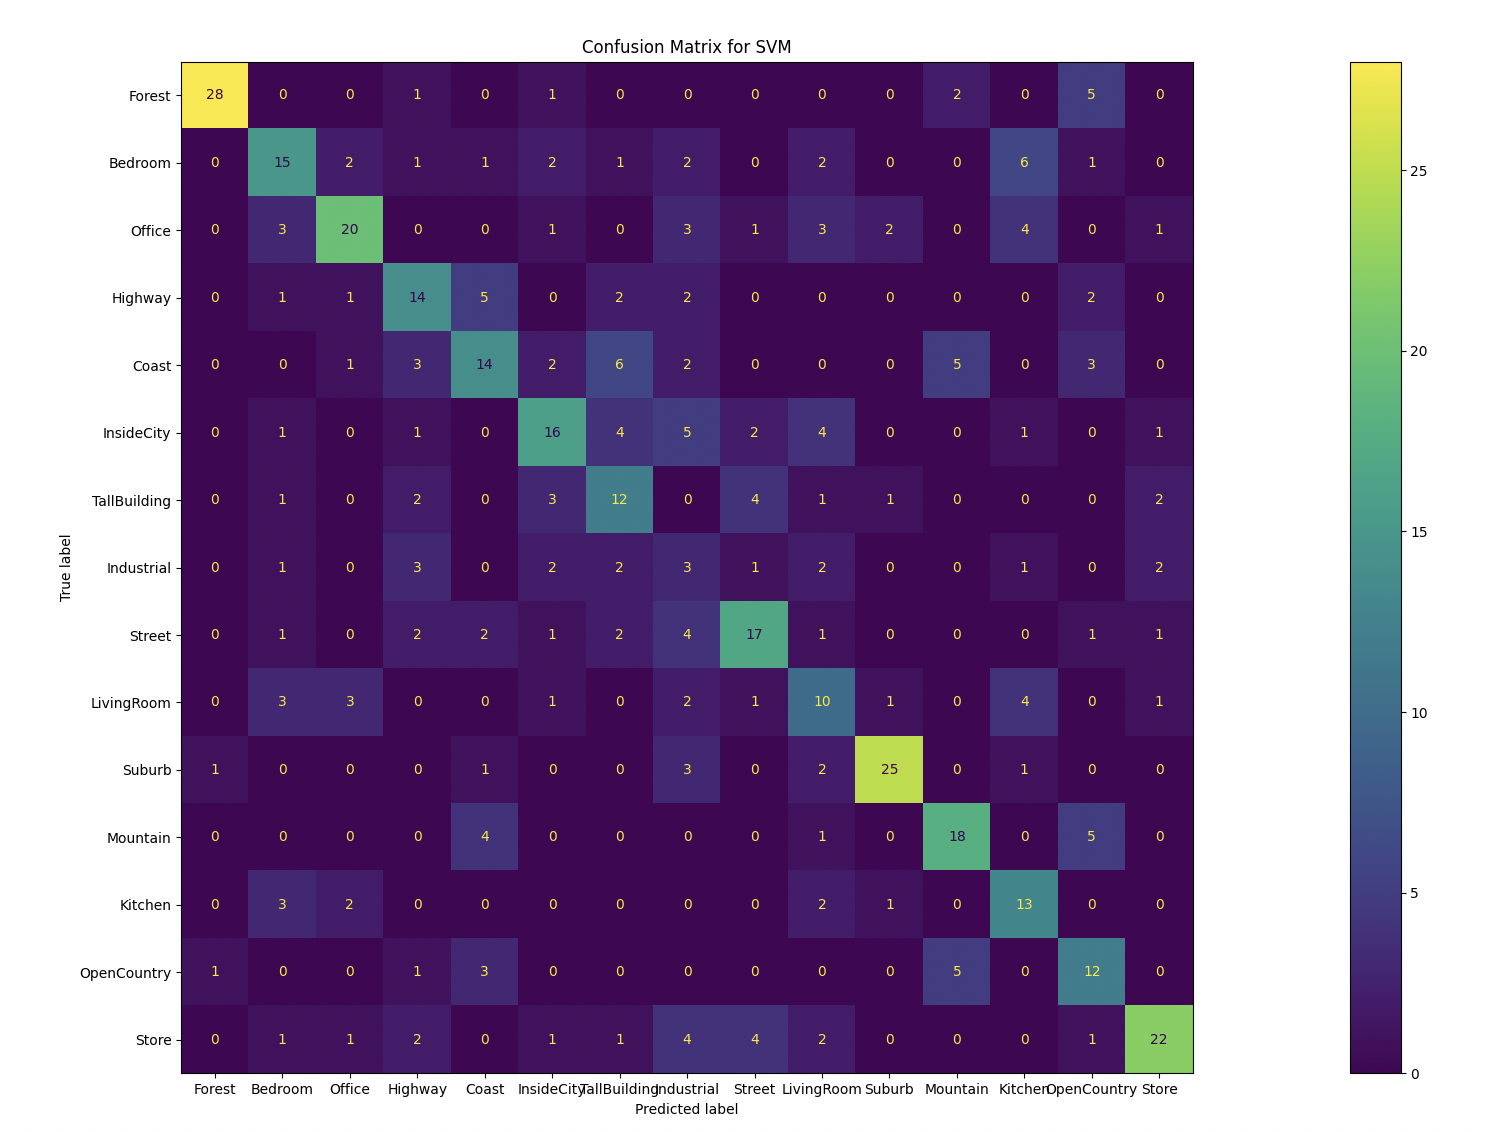 Confusion Matrix for SVM
Forest 28 0 0 1 0 1 0 0 0 0 0 2 0 5 0
Bedroom 0 15 2 1 1 2 1 2 0 2 0 0 6 1 0
Office 0 3 20 0 0 1 0 3 1 3 2 0 4 0 1
Highway 0 1 1 14 5 0 2 2 0 0 0 0 0 2 0
Coast 0 0 1 3 14 2 6 2 0 0 0 5 0 3 0
InsideCity 0 1 0 1 0 16 4 5 2 4 0 0 1 0 1
TallBuilding 0 1 0 2 0 3 12 0 4 1 1 0 0 0 2
Industrial 0 1 0 3 0 2 2 3 1 2 0 0 1 0 2
Street 0 1 0 2 2 1 2 4 17 1 0 0 0 1 1
LivingRoom 0 3 3 0 0 1 0 2 1 10 1 0 4 0 1
Suburb 1 0 0 0 1 0 0 3 0 2 25 0 1 0 0
Mountain 0 0 0 0 4 0 0 0 0 1 0 18 0 5 0
Kitchen 0 3 2 0 0 0 0 0 0 2 1 0 13 0 0
OpenCountry 1 0 0 1 3 0 0 0 0 0 0 5 0 12 0
Store 0 1 1 2 0 1 1 4 4 2 0 0 0 1 22
Forest Bedroom Office Highway Coast InsideCity TallBuilding Industrial Street LivingRoom Suburb Mountain Kitchen OpenCountry Store
Predicted label
True label
25
20
15
10
5
0